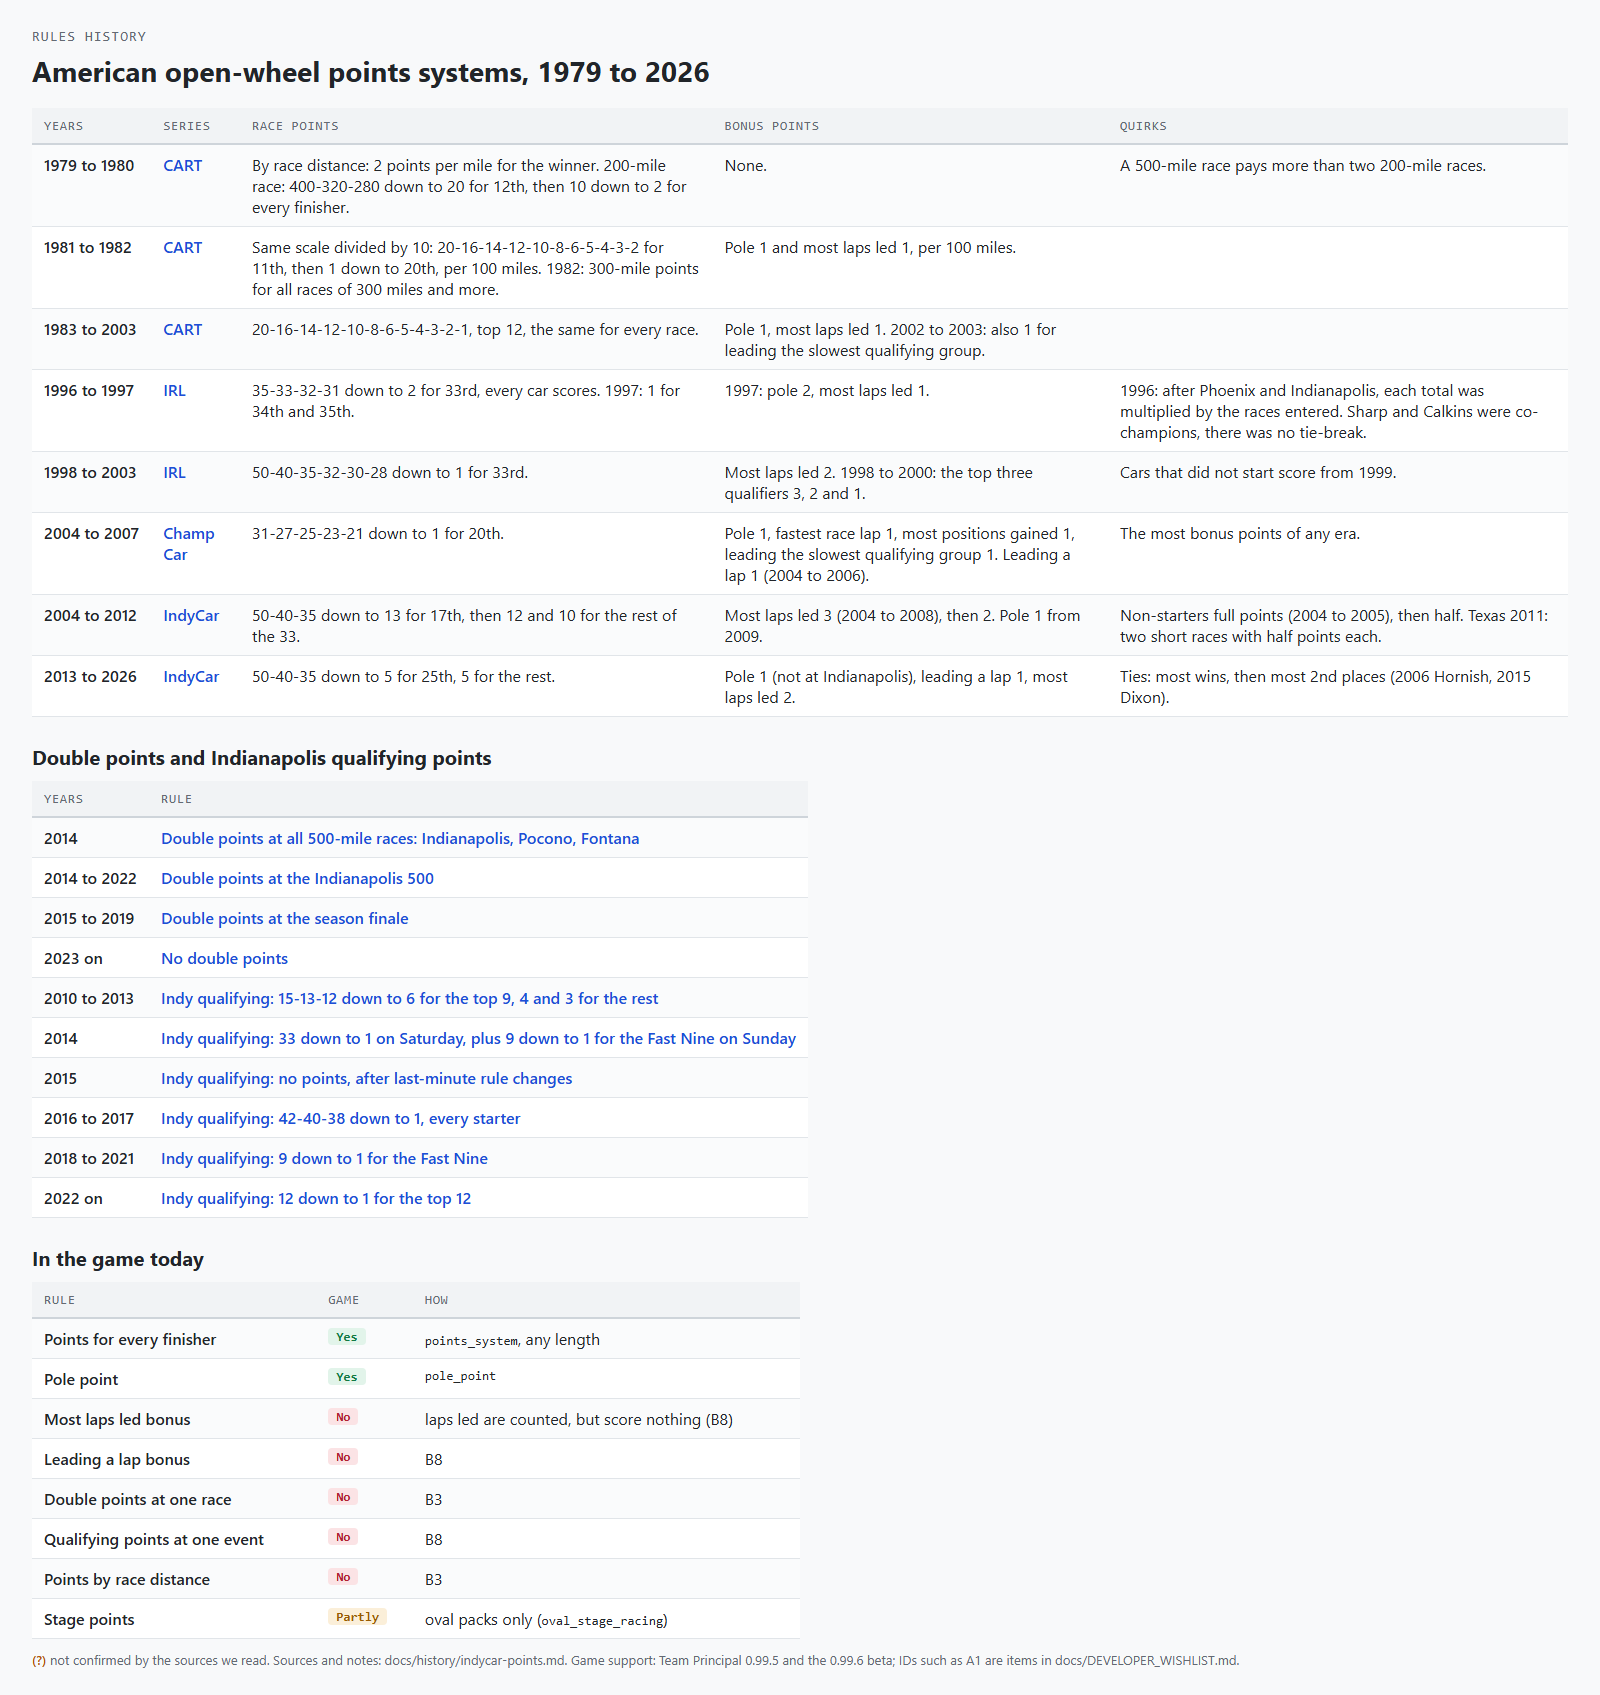 RULES HISTORY
American open-wheel points systems, 1979 to 2026
YEARS SERIES RACE POINTS BONUS POINTS QUIRKS
1979 to 1980 CART By race distance: 2 points per mile for the winner. 200-mile None. A 500-mile race pays more than two 200-mile races.
race: 400-320-280 down to 20 for 12th, then 10 down to 2 for
every finisher.
1981 to 1982 CART Same scale divided by 10: 20-16-14-12-10-8-6-5-4-3-2 for Pole 1 and most laps led 1, per 100 miles.
11th, then 1 down to 20th, per 100 miles. 1982: 300-mile points
for all races of 300 miles and more.
1983 to 2003 CART 20-16-14-12-10-8-6-5-4-3-2-1, top 12, the same for every race. Pole 1, most laps led 1. 2002 to 2003: also 1 for
leading the slowest qualifying group.
1996 to 1997 IRL 35-33-32-31 down to 2 for 33rd, every car scores. 1997: 1 for 1997: pole 2, most laps led 1. 1996: after Phoenix and Indianapolis, each total was
34th and 35th. multiplied by the races entered. Sharp and Calkins were co-
champions, there was no tie-break.
1998 to 2003 IRL 50-40-35-32-30-28 down to 1 for 33rd. Most laps led 2. 1998 to 2000: the top three Cars that did not start score from 1999.
qualifiers 3, 2 and 1.
2004 to 2007 Champ 31-27-25-23-21 down to 1 for 20th. Pole 1, fastest race lap 1, most positions gained 1, The most bonus points of any era.
Car leading the slowest qualifying group 1. Leading a
lap 1 (2004 to 2006).
2004 to 2012 IndyCar 50-40-35 down to 13 for 17th, then 12 and 10 for the rest of Most laps led 3 (2004 to 2008), then 2. Pole 1 from Non-starters full points (2004 to 2005), then half. Texas 2011:
the 33. 2009. two short races with half points each.
2013 to 2026 IndyCar 50-40-35 down to 5 for 25th, 5 for the rest. Pole 1 (not at Indianapolis), leading a lap 1, most Ties: most wins, then most 2nd places (2006 Hornish, 2015
laps led 2. Dixon).
Double points and Indianapolis qualifying points
YEARS RULE
2014 Double points at all 500-mile races: Indianapolis, Pocono, Fontana
2014 to 2022 Double points at the Indianapolis 500
2015 to 2019 Double points at the season finale
2023 on No double points
2010 to 2013 Indy qualifying: 15-13-12 down to 6 for the top 9, 4 and 3 for the rest
2014 Indy qualifying: 33 down to 1 on Saturday, plus 9 down to 1 for the Fast Nine on Sunday
2015 Indy qualifying: no points, after last-minute rule changes
2016 to 2017 Indy qualifying: 42-40-38 down to 1, every starter
2018 to 2021 Indy qualifying: 9 down to 1 for the Fast Nine
2022 on Indy qualifying: 12 down to 1 for the top 12
In the game today
RULE GAME HOW
Points for every finisher Yes points_system, any length
Pole point Yes pole_point
Most laps led bonus No laps led are counted, but score nothing (B8)
Leading a lap bonus No B8
Double points at one race No B3
Qualifying points at one event No B8
Points by race distance No B3
Stage points Partly oval packs only (oval_stage_racing)
(?) not confirmed by the sources we read. Sources and notes: docs/history/indycar-points.md. Game support: Team Principal 0.99.5 and the 0.99.6 beta; IDs such as A1 are items in docs/DEVELOPER_WISHLIST.md.